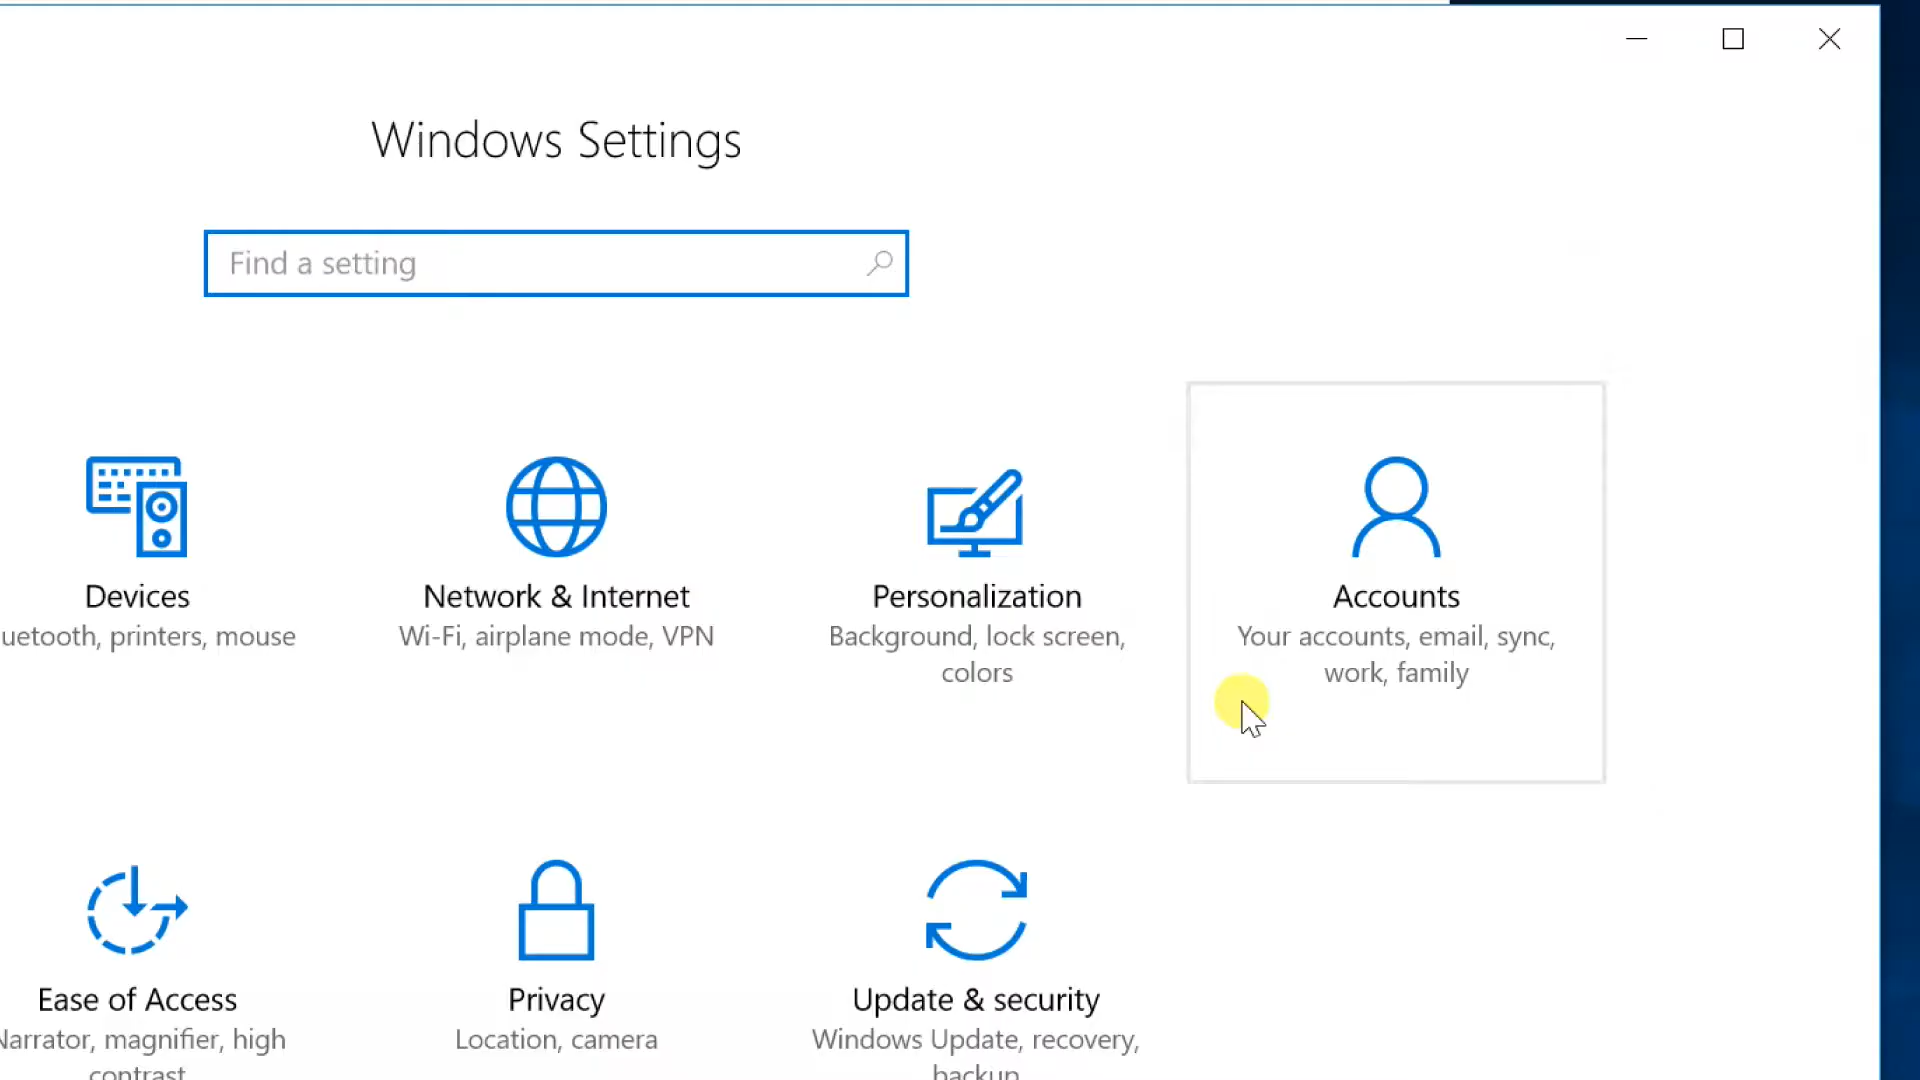 Windows Settings
Find a setting
Devices
uetooth, printers, mouse
Network & Internet
Wi-Fi, airplane mode, VPN
Personalization
Background, lock screen,
colors
Accounts
Your accounts, email, sync,
work, family
Ease of Access
Narrator, magnifier, high
contrast
Privacy
Location, camera
Update & security
Windows Update, recovery,
backup